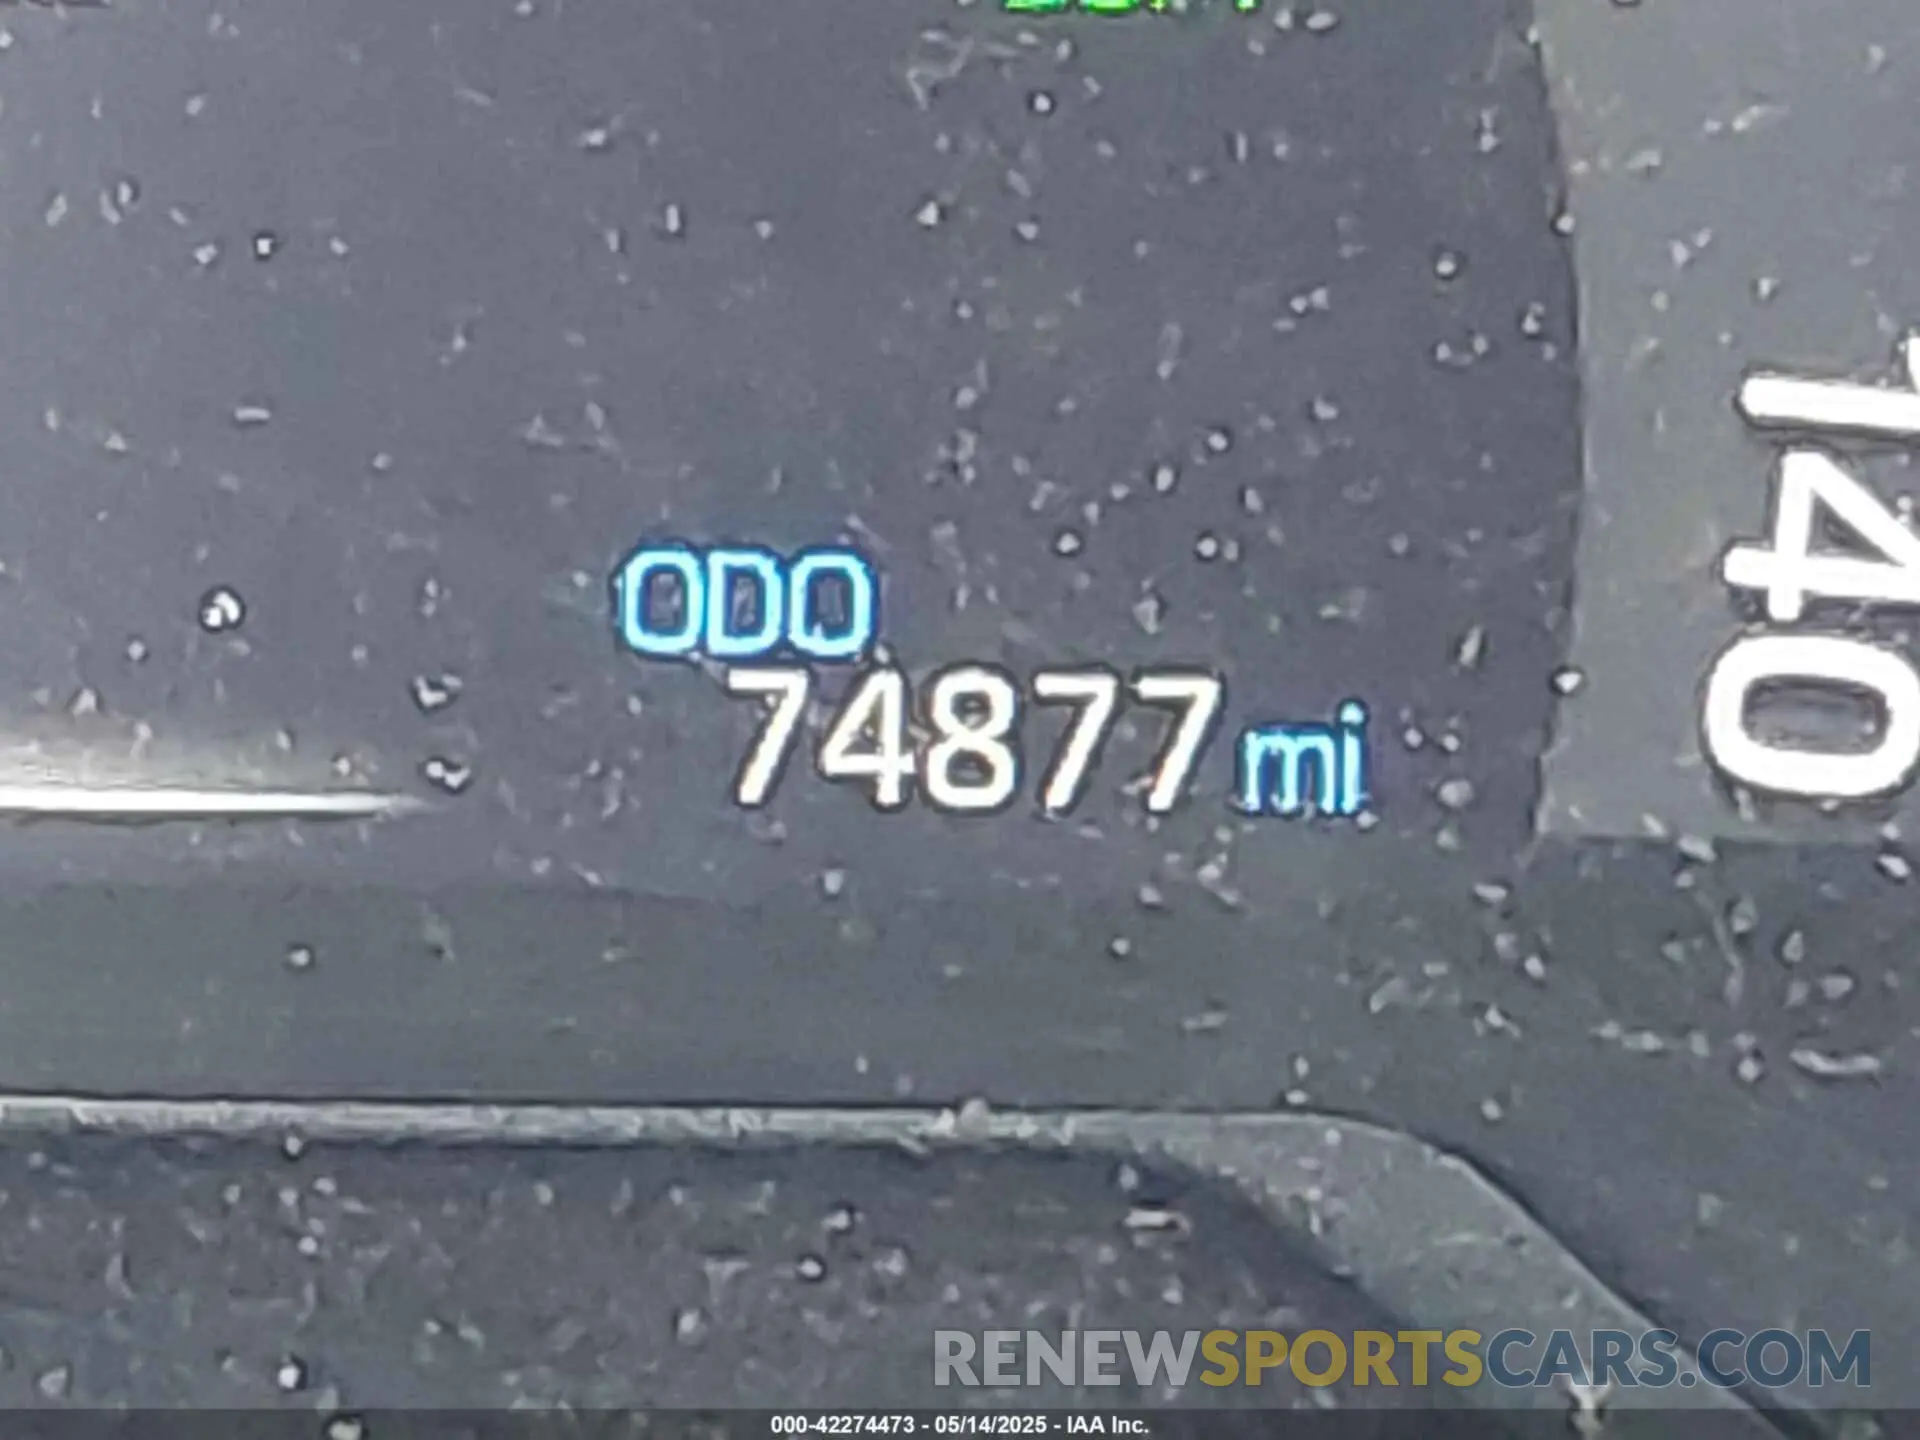 ODO
74877 mi
140
RENEWSPORTSCARS.COM
000-42274473 - 05/14/2025 - IAA Inc.